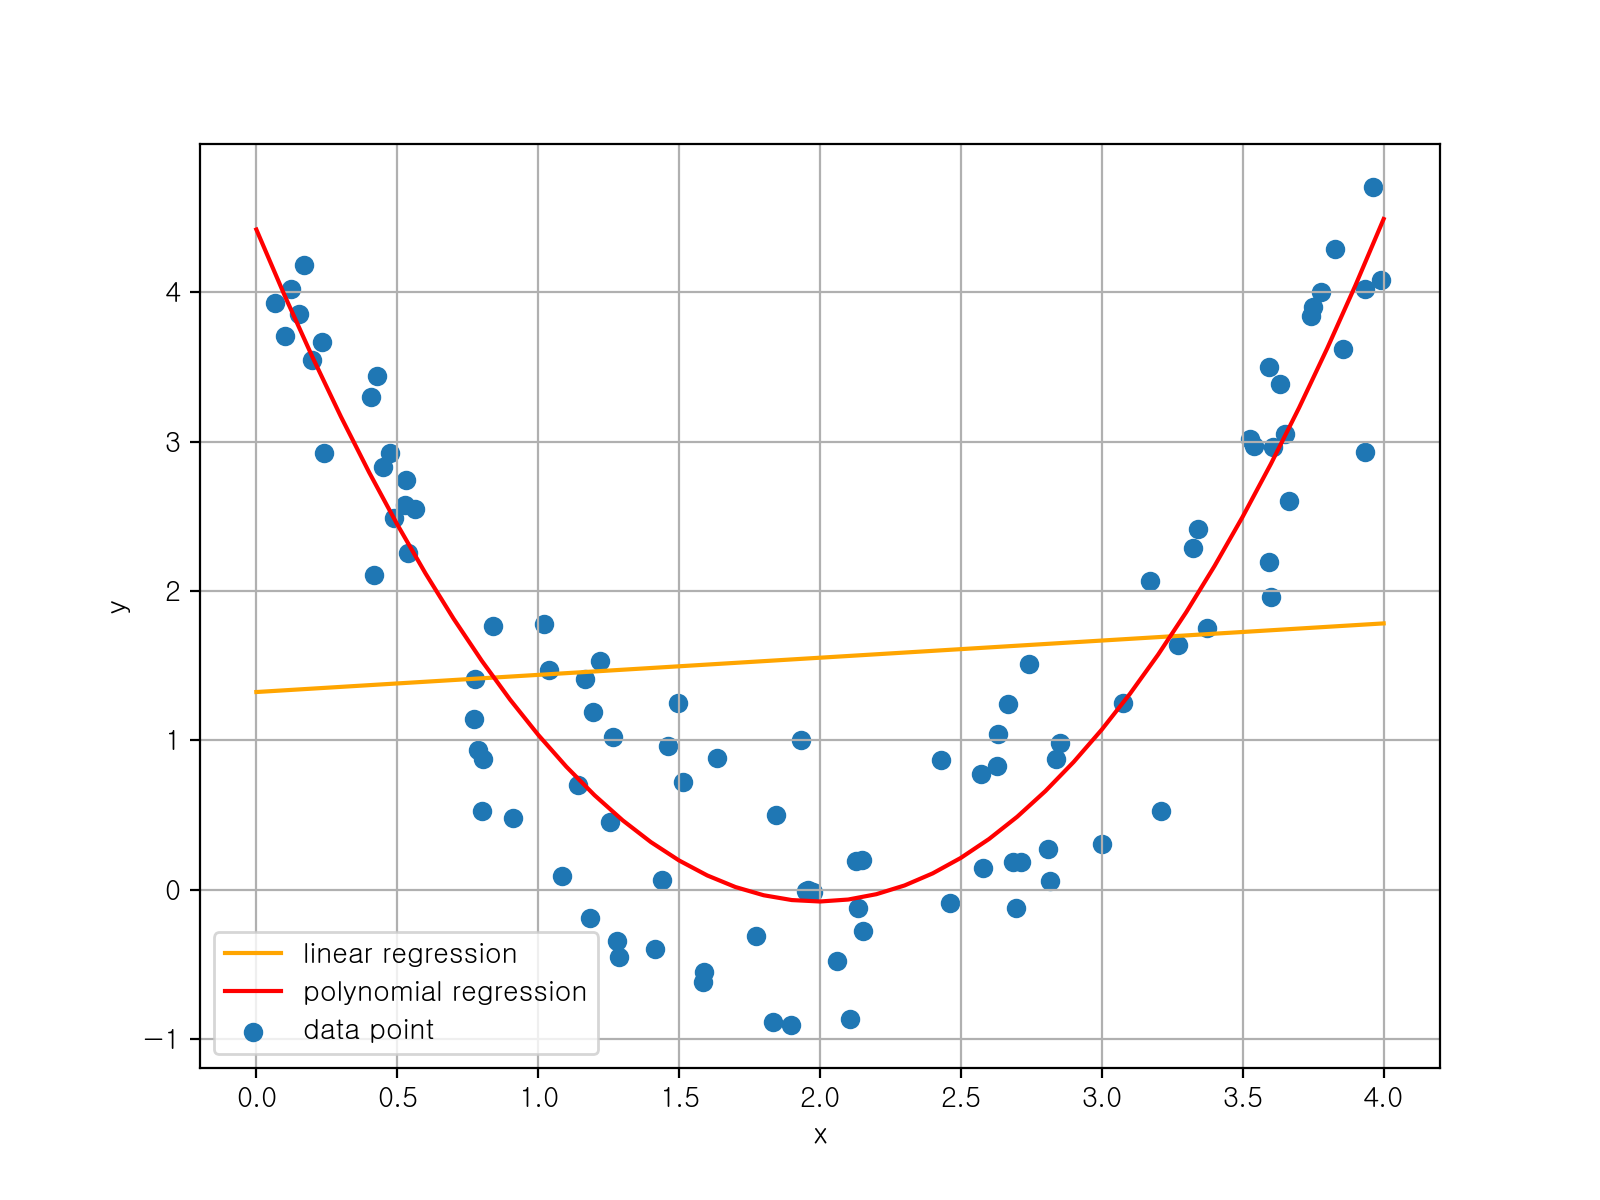 4
3
2
1
0
−1
y
linear regression
polynomial regression
data point
0.0 0.5 1.0 1.5 2.0 2.5 3.0 3.5 4.0
x